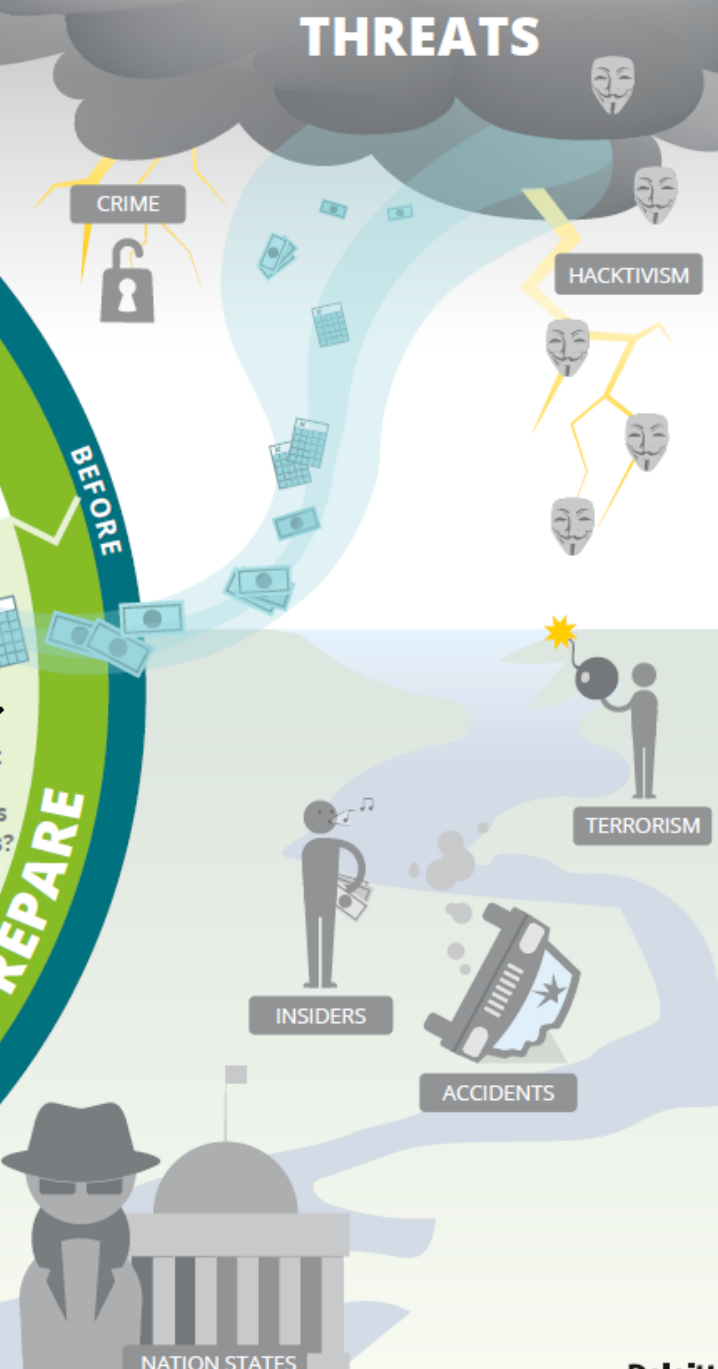 THREATS
CRIME
HACKTIVISM
BEFORE
s?
TERRORISM
REPARE
INSIDERS
ACCIDENTS
NATION STATES